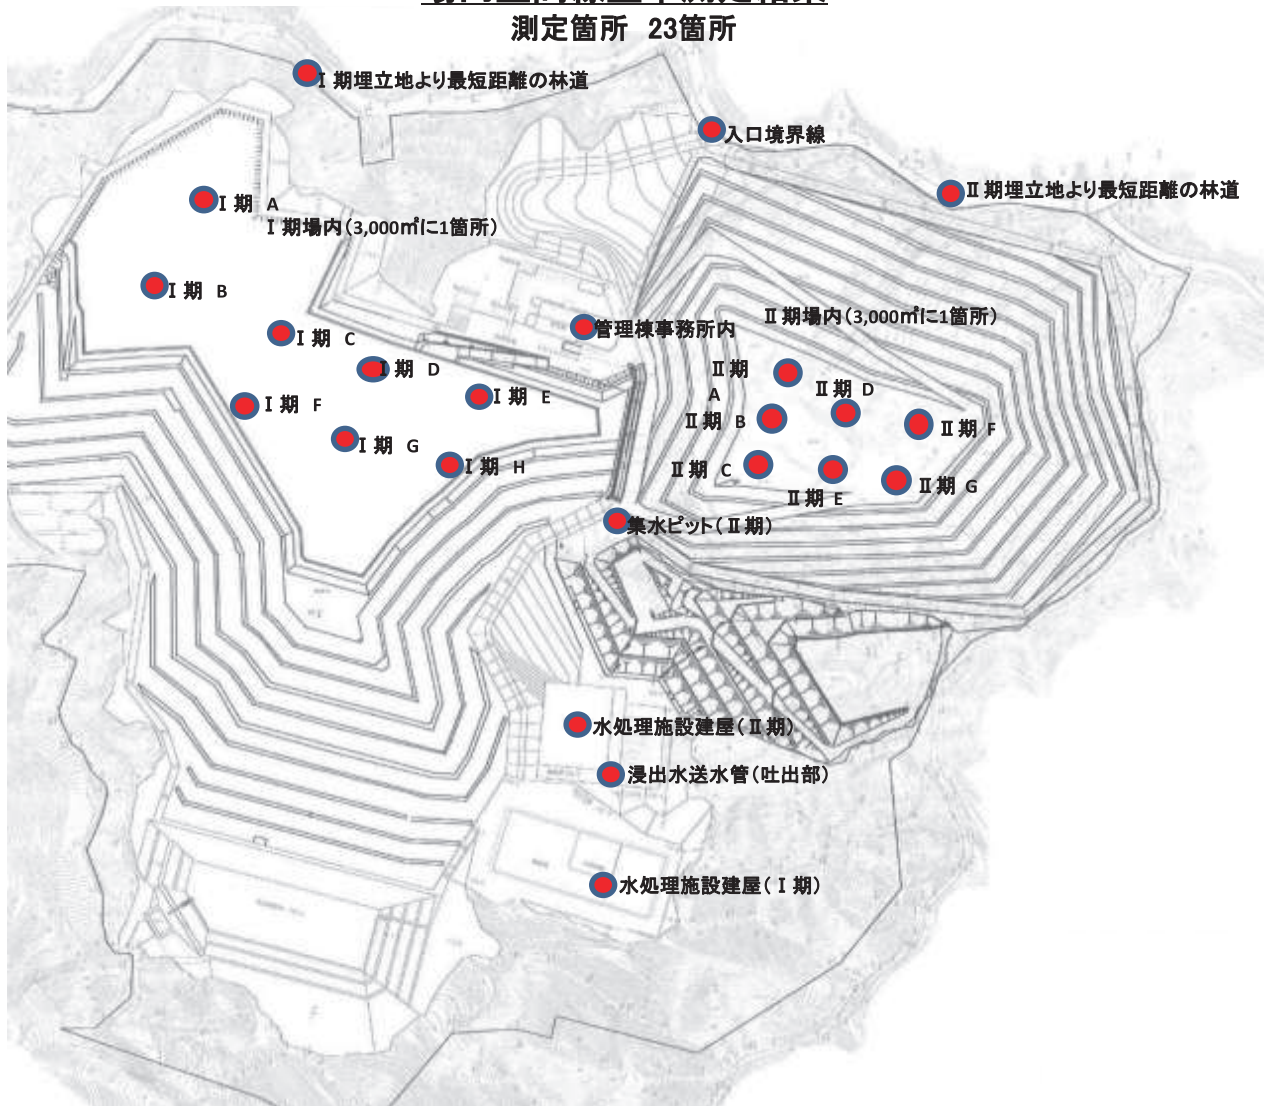 測定箇所 23箇所
Ⅰ期埋立地より最短距離の林道
入口境界線
Ⅱ期埋立地より最短距離の林道
Ⅰ期 A
Ⅰ期場内(3,000㎡に1箇所)
Ⅰ期 B
Ⅰ期 C
管理棟事務所内
Ⅱ期場内(3,000㎡に1箇所)
Ⅰ期 D
Ⅰ期 E
Ⅰ期 F
Ⅰ期 G
Ⅰ期 H
Ⅱ期
A
Ⅱ期 D
Ⅱ期 B
Ⅱ期 F
Ⅱ期 C
Ⅱ期 E
Ⅱ期 G
集水ピット(Ⅱ期)
水処理施設建屋(Ⅱ期)
浸出水送水管(吐出部)
水処理施設建屋(Ⅰ期)